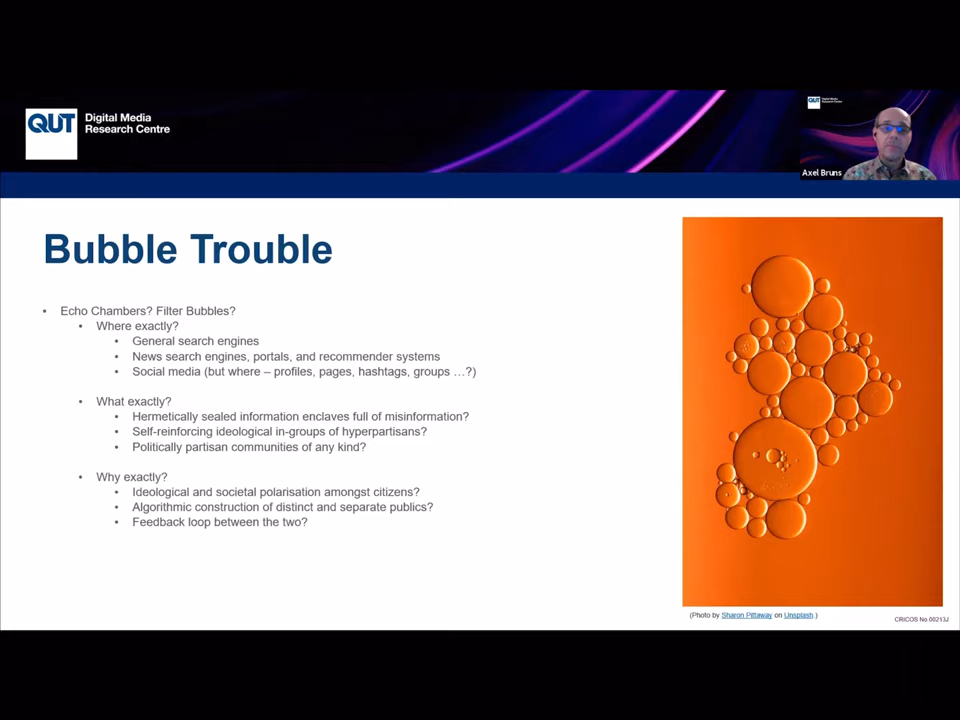 QUT
Digital Media
Research Centre
QUT
Axel Bruns
Bubble Trouble
• Echo Chambers? Filter Bubbles?
• Where exactly?
• General search engines
• News search engines, portals, and recommender systems
• Social media (but where – profiles, pages, hashtags, groups …?)
• What exactly?
• Hermetically sealed information enclaves full of misinformation?
• Self-reinforcing ideological in-groups of hyperpartisans?
• Politically partisan communities of any kind?
• Why exactly?
• Ideological and societal polarisation amongst citizens?
• Algorithmic construction of distinct and separate publics?
• Feedback loop between the two?
(Photo by Sharon Pittaway on Unsplash.)
CRICOS No.00213J